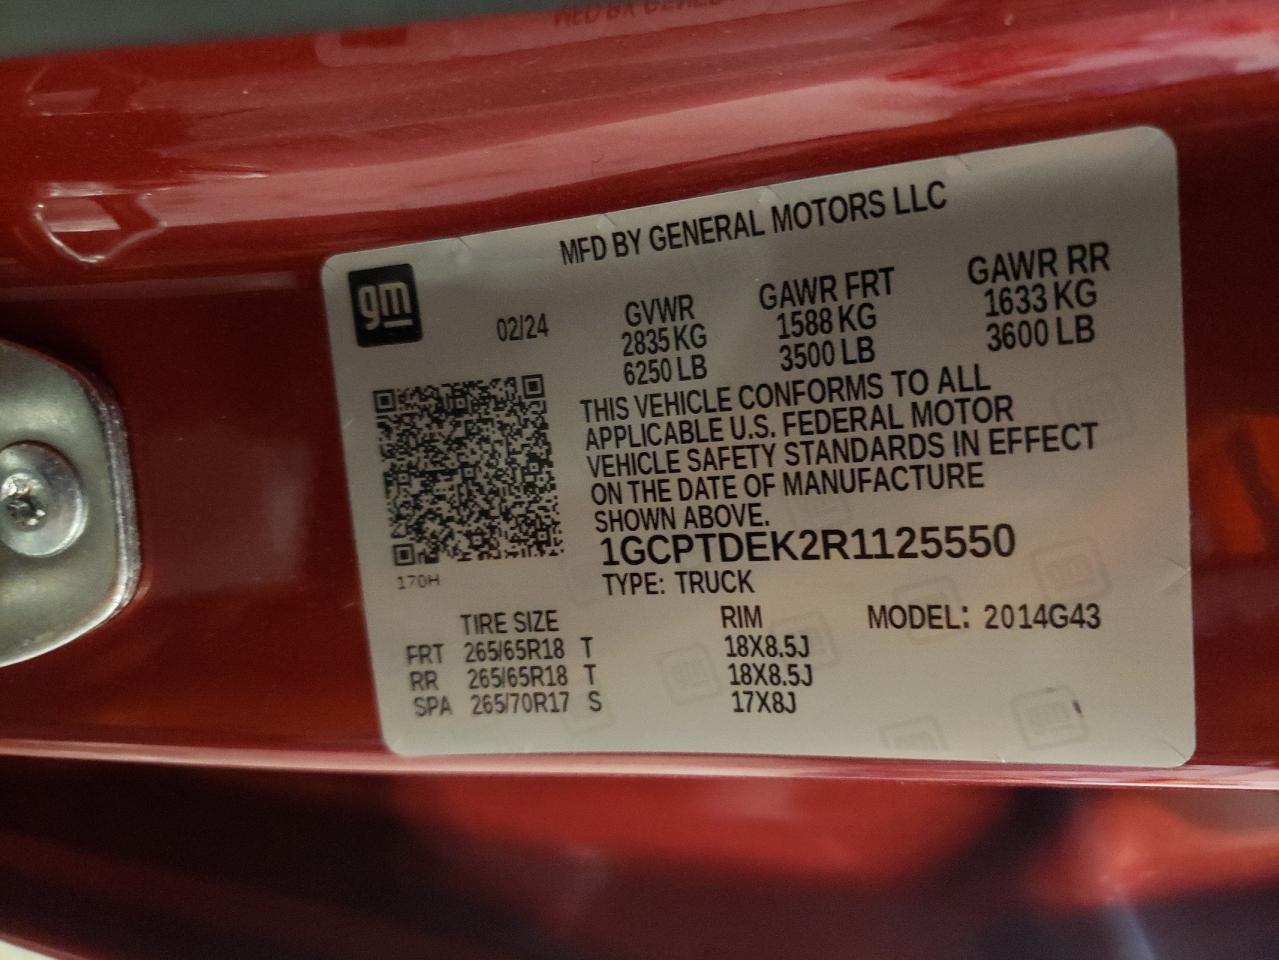 MFD BY GENERAL MOTORS LLC
gm
02/24
GVWR GAWR FRT GAWR RR
2835 KG 1588 KG 1633 KG
6250 LB 3500 LB 3600 LB
THIS VEHICLE CONFORMS TO ALL
APPLICABLE U.S. FEDERAL MOTOR
VEHICLE SAFETY STANDARDS IN EFFECT
ON THE DATE OF MANUFACTURE
SHOWN ABOVE.
1GCPTDEK2R1125550
170H
TYPE: TRUCK
TIRE SIZE RIM MODEL: 2014G43
FRT 265/65R18 T 18X8.5J
RR 265/65R18 T 18X8.5J
SPA 265/70R17 S 17X8J